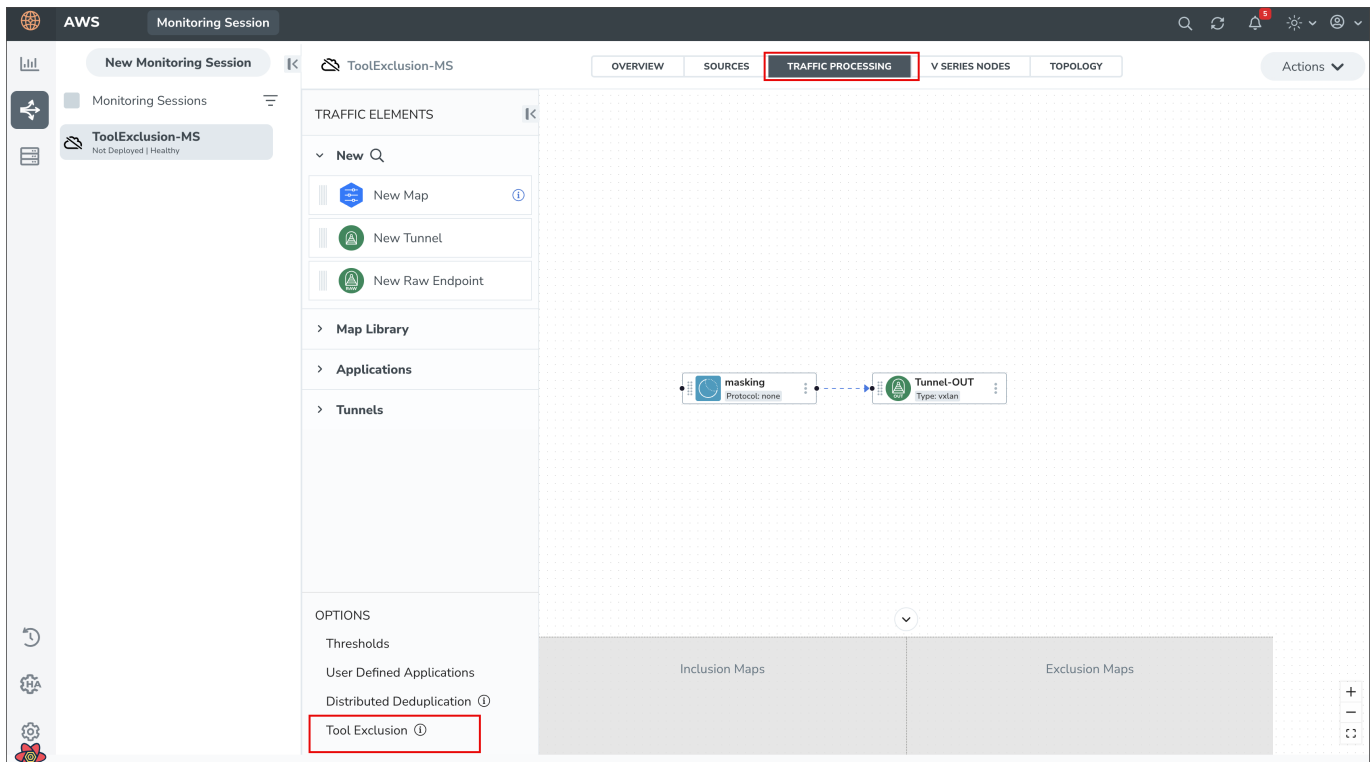 AWS
Monitoring Session
5
New Monitoring Session
ToolExclusion-MS
OVERVIEW
SOURCES
TRAFFIC PROCESSING
V SERIES NODES
TOPOLOGY
Actions
Monitoring Sessions
ToolExclusion-MS
Not Deployed | Healthy
TRAFFIC ELEMENTS
New
New Map
New Tunnel
New Raw Endpoint
RAW
Map Library
Applications
Tunnels
masking
Protocol: none
Tunnel-OUT
Type: vxlan
OUT
OPTIONS
Thresholds
User Defined Applications
Distributed Deduplication
Tool Exclusion
Inclusion Maps
Exclusion Maps
HA